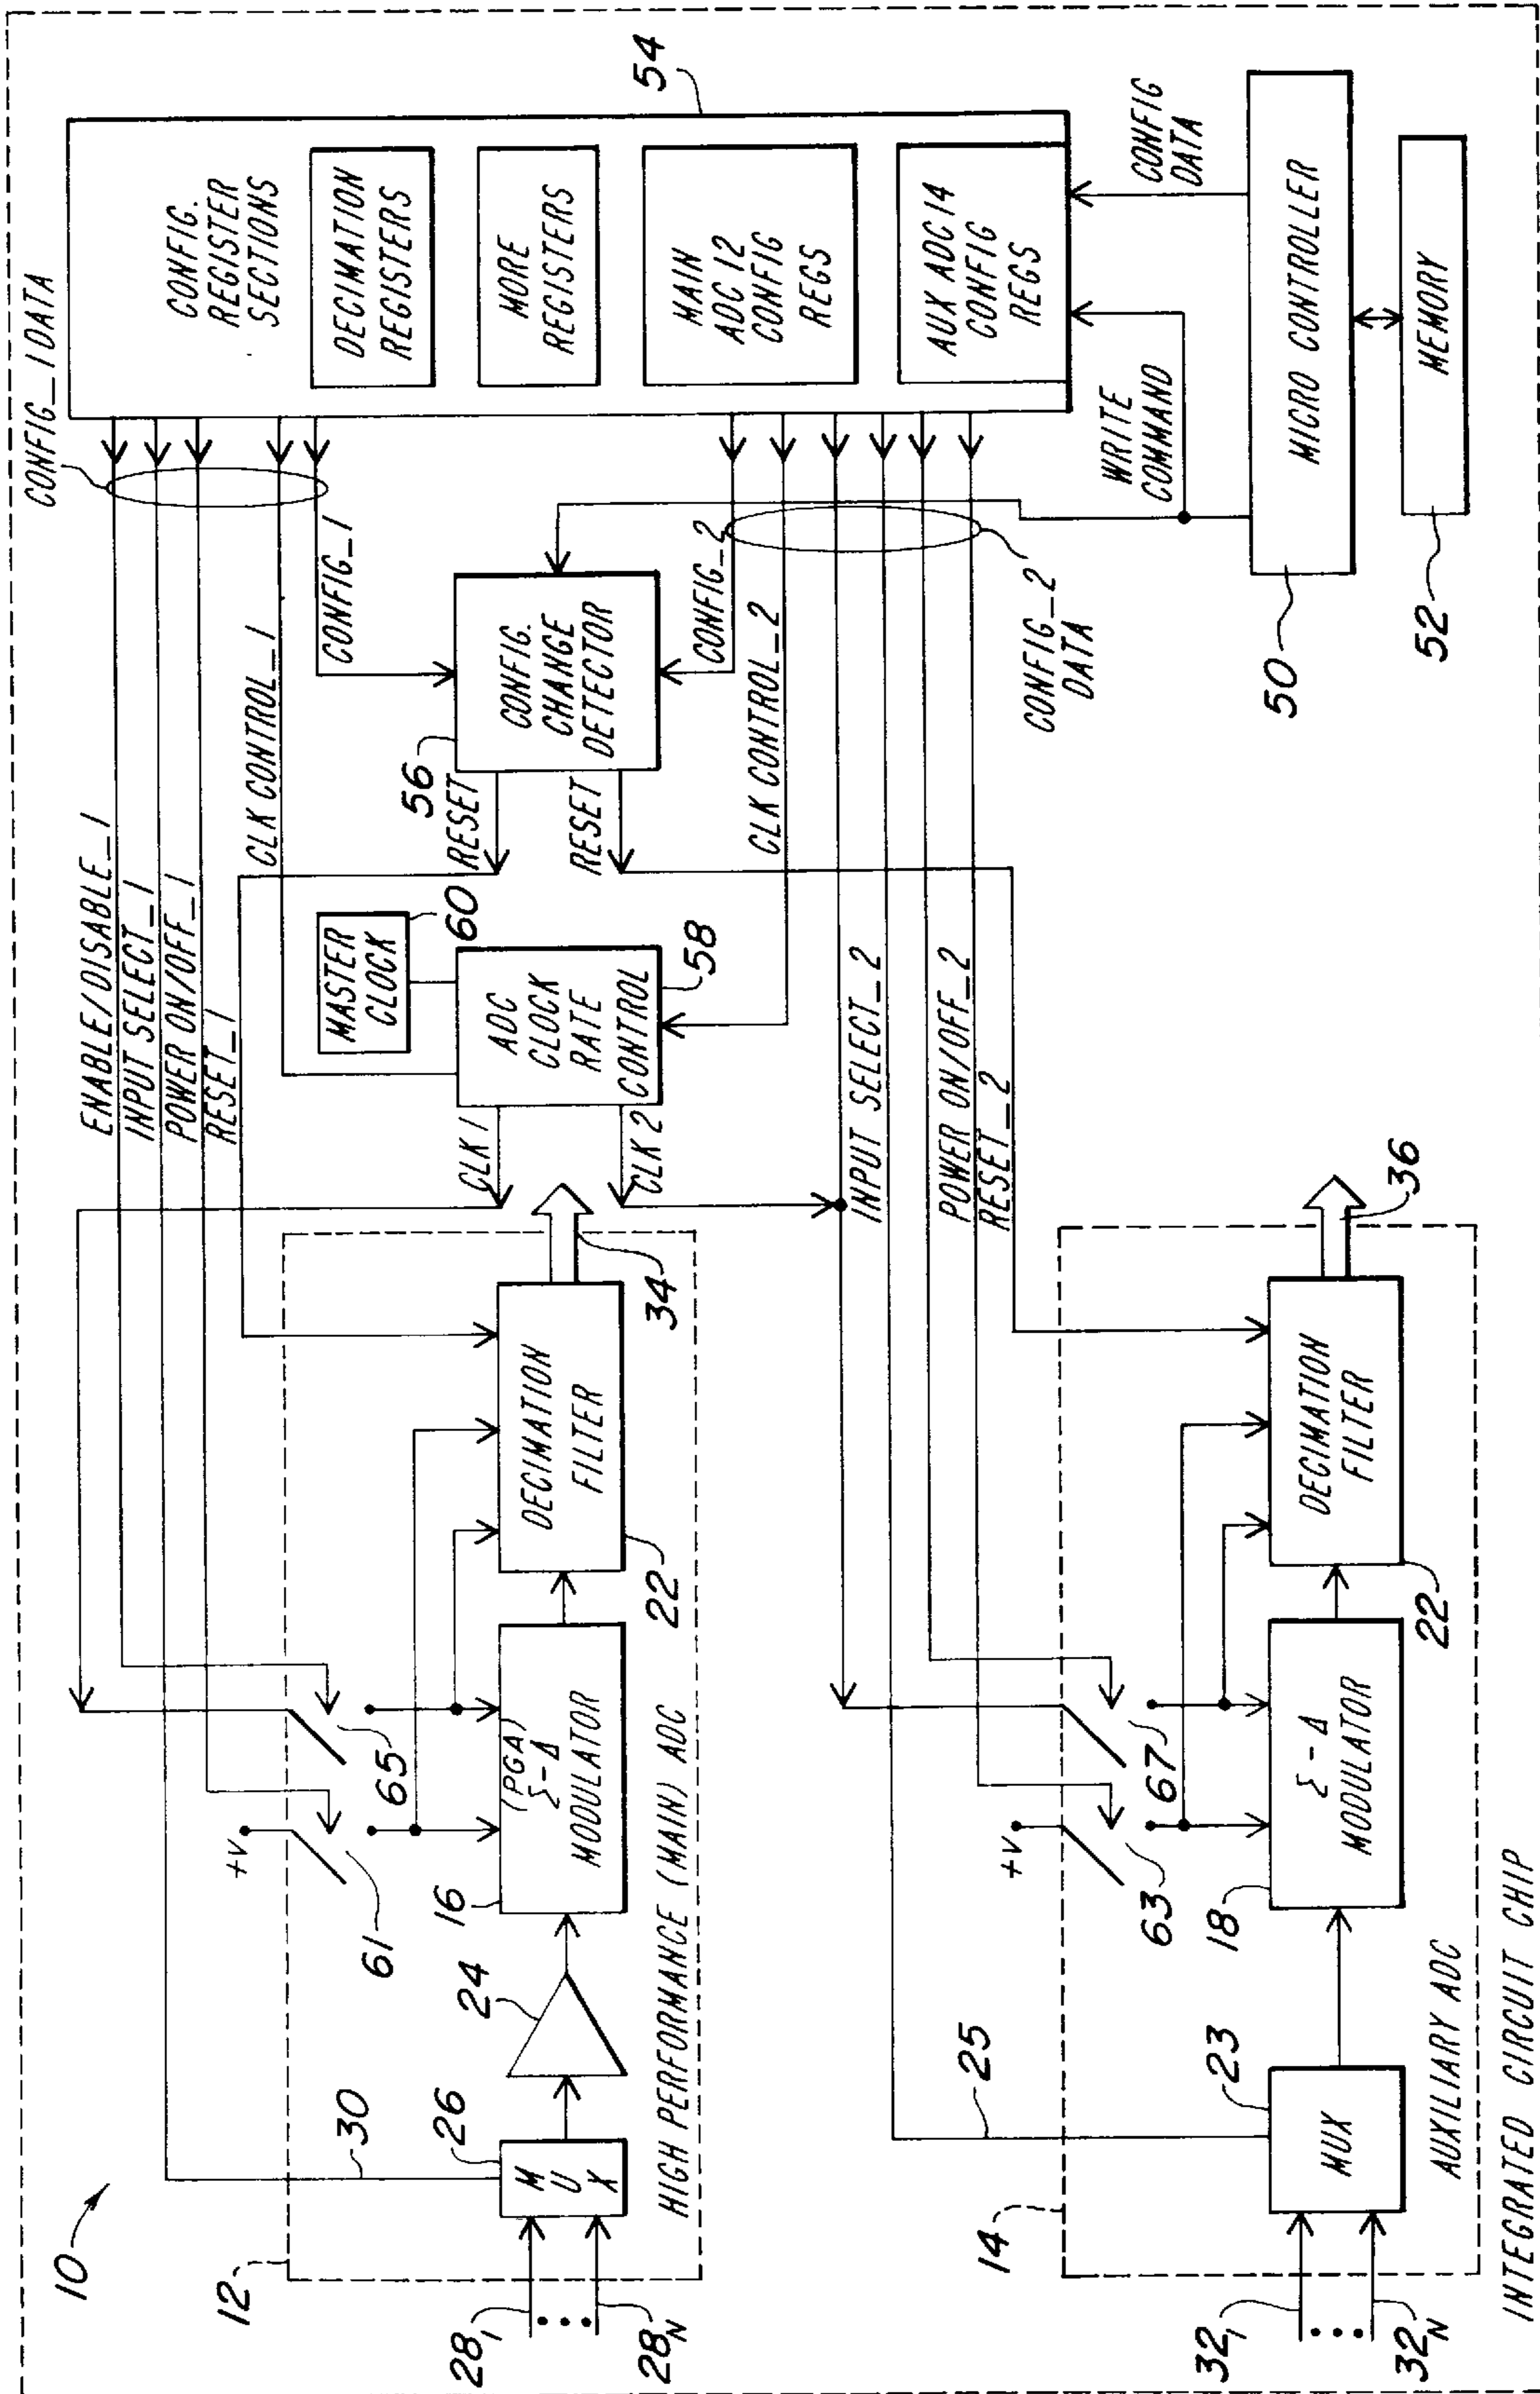 10
12
28₁
28_N
30
26
MUX
24
HIGH PERFORMANCE (MAIN) ADC
+V
61
65
16
(PGA)
Σ-Δ
MODULATOR
DECIMATION
FILTER
22
34
ENABLE/DISABLE_1
INPUT SELECT_1
POWER ON/OFF_1
RESET_1
CLK CONTROL_1
CLK 1
CLK 2
MASTER
CLOCK
60
ADC
CLOCK
RATE
CONTROL
58
RESET
RESET
56
CONFIG.
CHANGE
DETECTOR
CONFIG_1
CONFIG_2
CLK CONTROL_2
CONFIG_1DATA
CONFIG_2
DATA
CONFIG.
REGISTER
SECTIONS
DECIMATION
REGISTERS
MORE
REGISTERS
MAIN
ADC 12
CONFIG
REGS
AUX ADC14
CONFIG
REGS
54
WRITE
COMMAND
CONFIG
DATA
MICRO CONTROLLER
50
MEMORY
52
INPUT SELECT_2
POWER ON/OFF_2
RESET_2
14
32₁
32_N
25
23
MUX
AUXILIARY ADC
+V
63
67
18
Σ-Δ
MODULATOR
DECIMATION
FILTER
22
36
INTEGRATED CIRCUIT CHIP